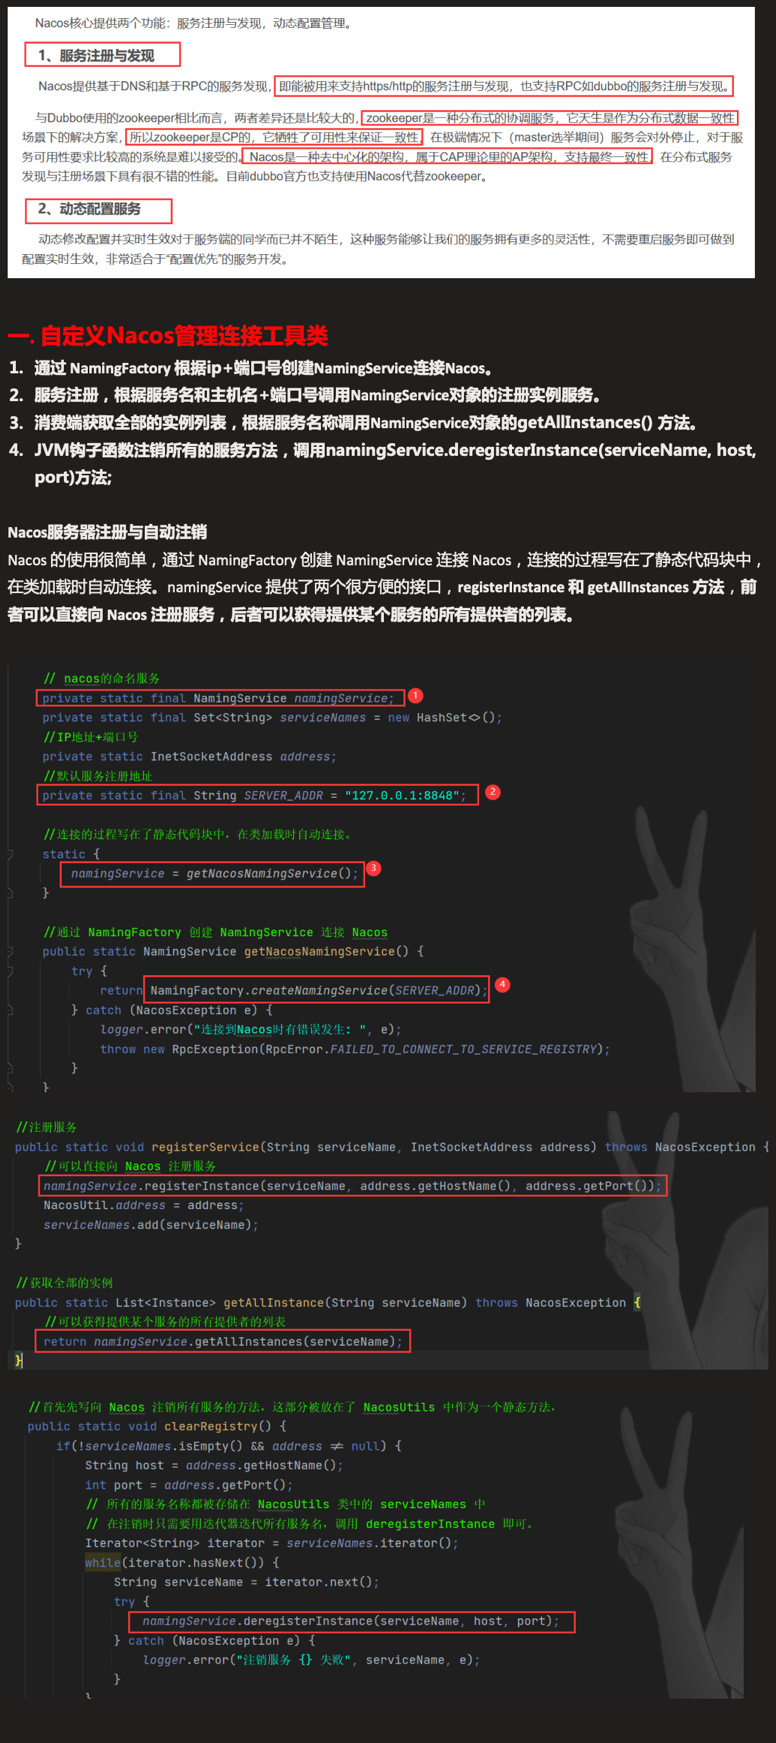 Nacos核心提供两个功能：服务注册与发现，动态配置管理。
1、服务注册与发现
Nacos提供基于DNS和基于RPC的服务发现，即能被用来支持https/http的服务注册与发现，也支持RPC如dubbo的服务注册与发现。
与Dubbo使用的zookeeper相比而言，两者差异还是比较大的，zookeeper是一种分布式的协调服务，它天生是作为分布式数据一致性
场景下的解决方案，所以zookeeper是CP的，它牺牲了可用性来保证一致性，在极端情况下（master选举期间）服务会对外停止，对于服
务可用性要求比较高的系统是难以接受的。Nacos是一种去中心化的架构，属于CAP理论里的AP架构，支持最终一致性，在分布式服务
发现与注册场景下具有很不错的性能。目前dubbo官方也支持使用Nacos代替zookeeper。
2、动态配置服务
动态修改配置并实时生效对于服务端的同学而已并不陌生，这种服务能够让我们的服务拥有更多的灵活性，不需要重启服务即可做到
配置实时生效，非常适合于“配置优先”的服务开发。
一. 自定义Nacos管理连接工具类
1. 通过 NamingFactory 根据ip+端口号创建NamingService连接Nacos。
2. 服务注册，根据服务名和主机名+端口号调用NamingService对象的注册实例服务。
3. 消费端获取全部的实例列表，根据服务名称调用NamingService对象的getAllInstances() 方法。
4. JVM钩子函数注销所有的服务方法，调用namingService.deregisterInstance(serviceName, host,
port)方法;
Nacos服务器注册与自动注销
Nacos 的使用很简单，通过 NamingFactory 创建 NamingService 连接 Nacos，连接的过程写在了静态代码块中，
在类加载时自动连接。namingService 提供了两个很方便的接口，registerInstance 和 getAllInstances 方法，前
者可以直接向 Nacos 注册服务，后者可以获得提供某个服务的所有提供者的列表。
// nacos的命名服务
private static final NamingService namingService; 1
private static final Set<String> serviceNames = new HashSet<>();
//IP地址+端口号
private static InetSocketAddress address;
//默认服务注册地址
private static final String SERVER_ADDR = "127.0.0.1:8848"; 2
//连接的过程写在了静态代码块中，在类加载时自动连接。
static {
namingService = getNacosNamingService(); 3
}
//通过 NamingFactory 创建 NamingService 连接 Nacos
public static NamingService getNacosNamingService() {
try {
return NamingFactory.createNamingService(SERVER_ADDR); 4
} catch (NacosException e) {
logger.error("连接到Nacos时有错误发生: ", e);
throw new RpcException(RpcError.FAILED_TO_CONNECT_TO_SERVICE_REGISTRY);
}
}
//注册服务
public static void registerService(String serviceName, InetSocketAddress address) throws NacosException {
//可以直接向 Nacos 注册服务
namingService.registerInstance(serviceName, address.getHostName(), address.getPort());
NacosUtil.address = address;
serviceNames.add(serviceName);
}
//获取全部的实例
public static List<Instance> getAllInstance(String serviceName) throws NacosException {
//可以获得提供某个服务的所有提供者的列表
return namingService.getAllInstances(serviceName);
}
//首先先写向 Nacos 注销所有服务的方法，这部分被放在了 NacosUtils 中作为一个静态方法，
public static void clearRegistry() {
if(!serviceNames.isEmpty() && address ≠ null) {
String host = address.getHostName();
int port = address.getPort();
// 所有的服务名称都被存储在 NacosUtils 类中的 serviceNames 中
// 在注销时只需要用迭代器迭代所有服务名，调用 deregisterInstance 即可。
Iterator<String> iterator = serviceNames.iterator();
while(iterator.hasNext()) {
String serviceName = iterator.next();
try {
namingService.deregisterInstance(serviceName, host, port);
} catch (NacosException e) {
logger.error("注销服务 {} 失败", serviceName, e);
}
}